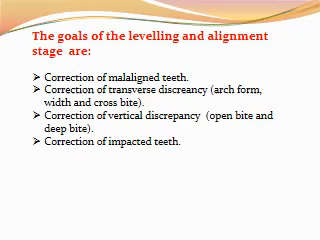 The goals of the levelling and alignment
stage are:
➢ Correction of malaligned teeth.
➢ Correction of transverse discreancy (arch form,
width and cross bite).
➢ Correction of vertical discrepancy (open bite and
deep bite).
➢ Correction of impacted teeth.